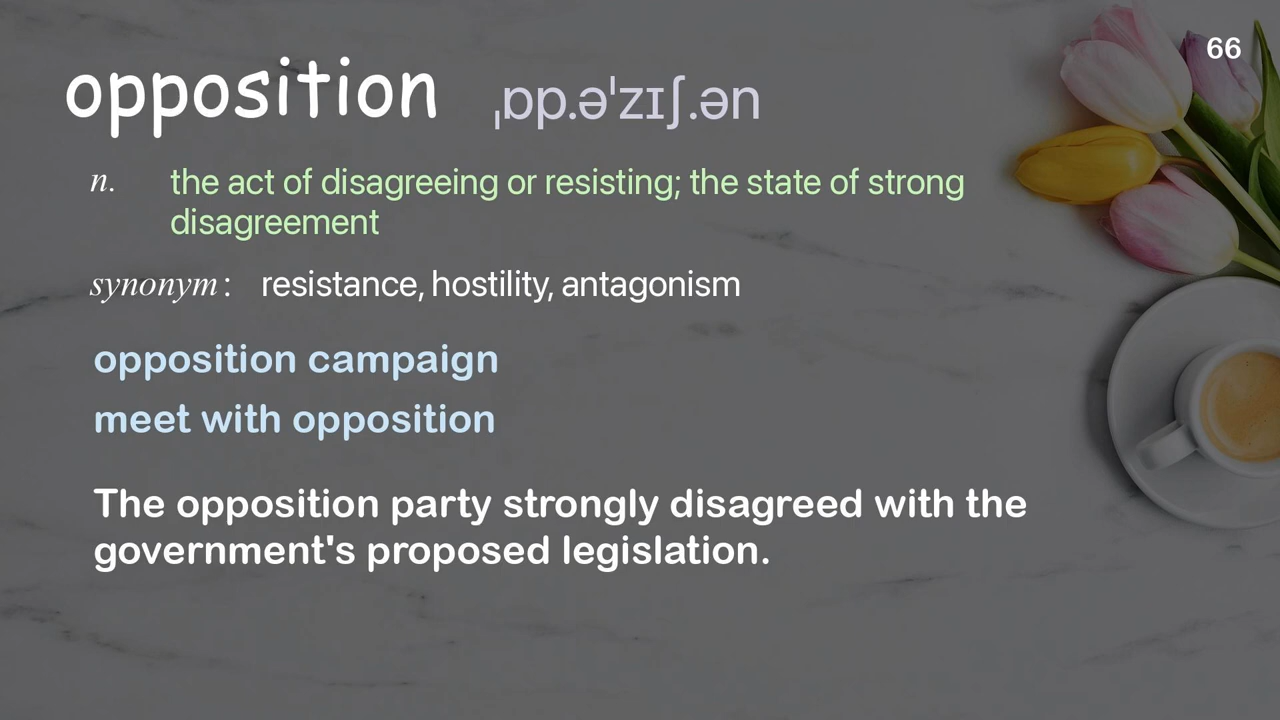 66
opposition ˌɒp.əˈzɪʃ.ən
n. the act of disagreeing or resisting; the state of strong
disagreement
synonym : resistance, hostility, antagonism
opposition campaign
meet with opposition
The opposition party strongly disagreed with the
government's proposed legislation.